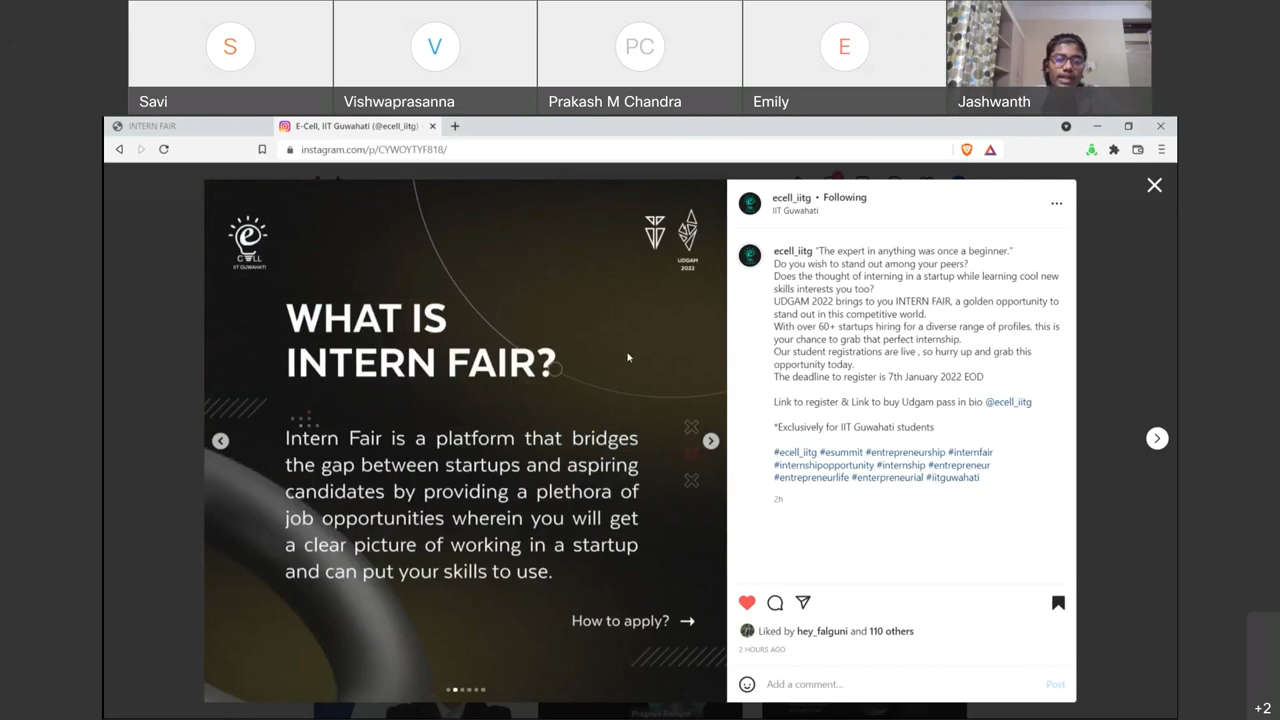 S
V
PC
E
Savi
Vishwaprasanna
Prakash M Chandra
Emily
Jashwanth
INTERN FAIR
E-Cell, IIT Guwahati (@ecell_iitg)
instagram.com/p/CYWOYTYF818/
e
CELL
IIT GUWAHATI
UDGAM
2022
WHAT IS
INTERN FAIR?
Intern Fair is a platform that bridges
the gap between startups and aspiring
candidates by providing a plethora of
job opportunities wherein you will get
a clear picture of working in a startup
and can put your skills to use.
How to apply? →
ecell_iitg • Following
IIT Guwahati
ecell_iitg "The expert in anything was once a beginner."
Do you wish to stand out among your peers?
Does the thought of interning in a startup while learning cool new
skills interests you too?
UDGAM 2022 brings to you INTERN FAIR, a golden opportunity to
stand out in this competitive world.
With over 60+ startups hiring for a diverse range of profiles, this is
your chance to grab that perfect internship.
Our student registrations are live , so hurry up and grab this
opportunity today.
The deadline to register is 7th January 2022 EOD
Link to register & Link to buy Udgam pass in bio @ecell_iitg
*Exclusively for IIT Guwahati students
#ecell_iitg #esummit #entrepreneurship #internfair
#internshipopportunity #internship #entrepreneur
#entrepreneurlife #enterpreneurial #iitguwahati
2h
Liked by hey_falguni and 110 others
2 HOURS AGO
Add a comment...
Post
+2